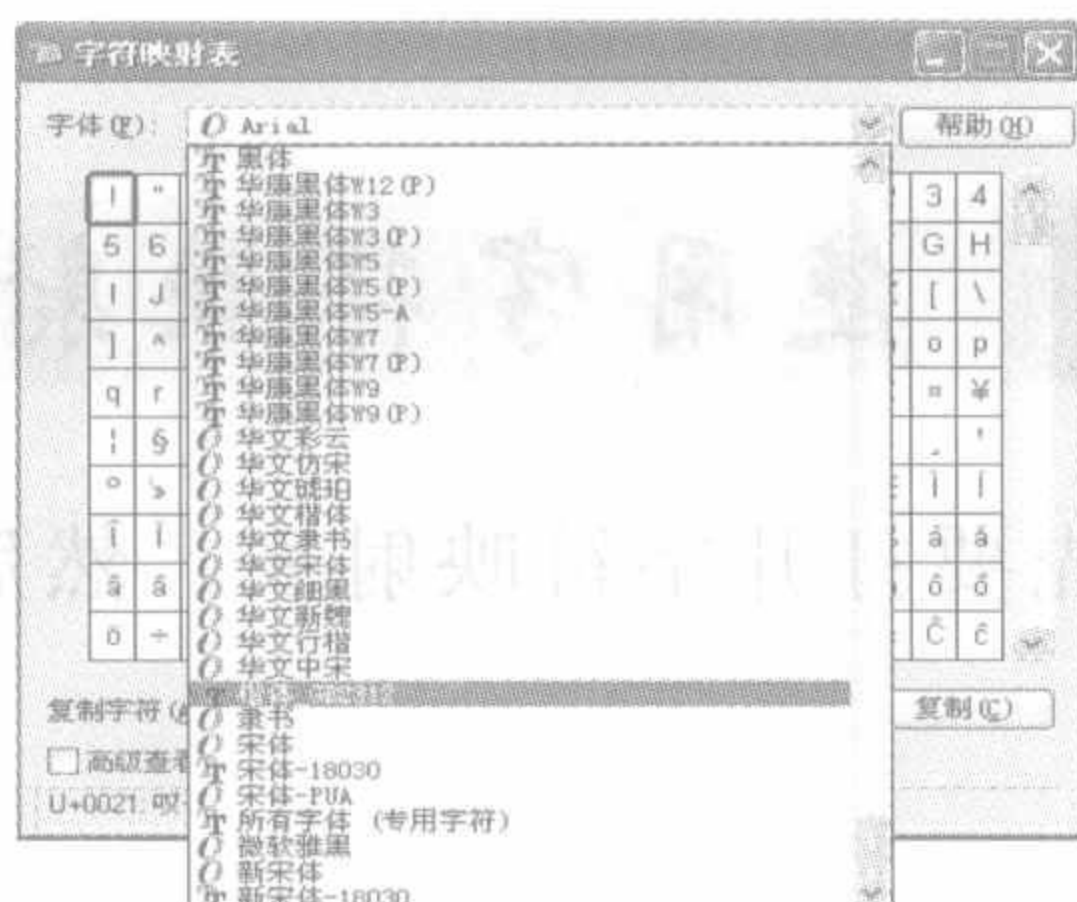 字符映射表
字体(F): Arial 帮助(H)
黑体
华康黑体W12(P)
华康黑体W3
华康黑体W3(P)
华康黑体W5
华康黑体W5(P)
华康黑体W5-A
华康黑体W7
华康黑体W7(P)
华康黑体W9
华康黑体W9(P)
华文彩云
华文仿宋
华文琥珀
华文楷体
华文隶书
华文宋体
华文细黑
华文新魏
华文行楷
华文中宋
隶书
宋体
宋体-18030
宋体-PUA
所有字体 (专用字符)
微软雅黑
新宋体
新宋体-18030
! " 3 4
5 6 G H
I J [ \
] ^ o p
q r ¤ ¥
¦ §
º » Ì Í
Î Ï
ö ÷ Ĉ ĉ
复制字符 复制(C)
高级查看
U+0021: 叹